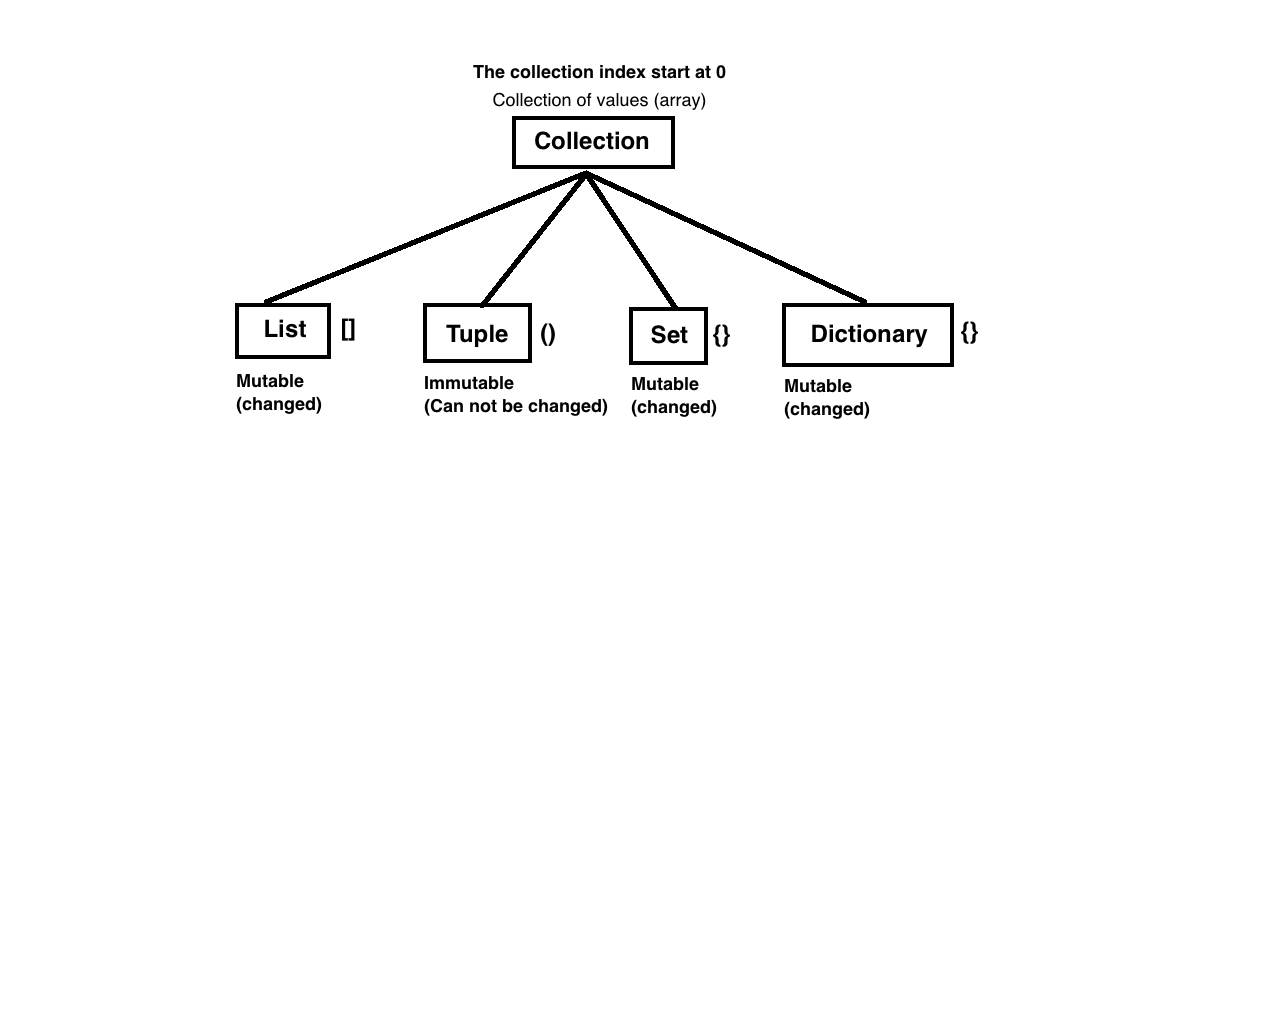 The collection index start at 0
Collection of values (array)
Collection
List []
Tuple ()
Set {}
Dictionary {}
Mutable
(changed)
Immutable
(Can not be changed)
Mutable
(changed)
Mutable
(changed)